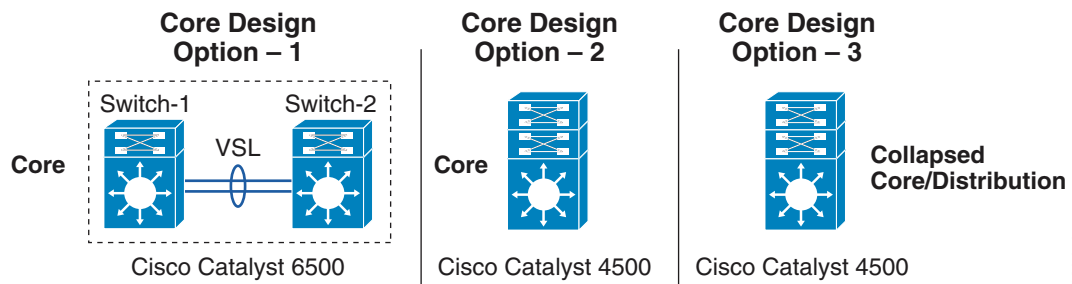 Core Design
Option – 1
Core Design
Option – 2
Core Design
Option – 3
Switch-1
Switch-2
VSL
Core
Core
Collapsed
Core/Distribution
Cisco Catalyst 6500
Cisco Catalyst 4500
Cisco Catalyst 4500